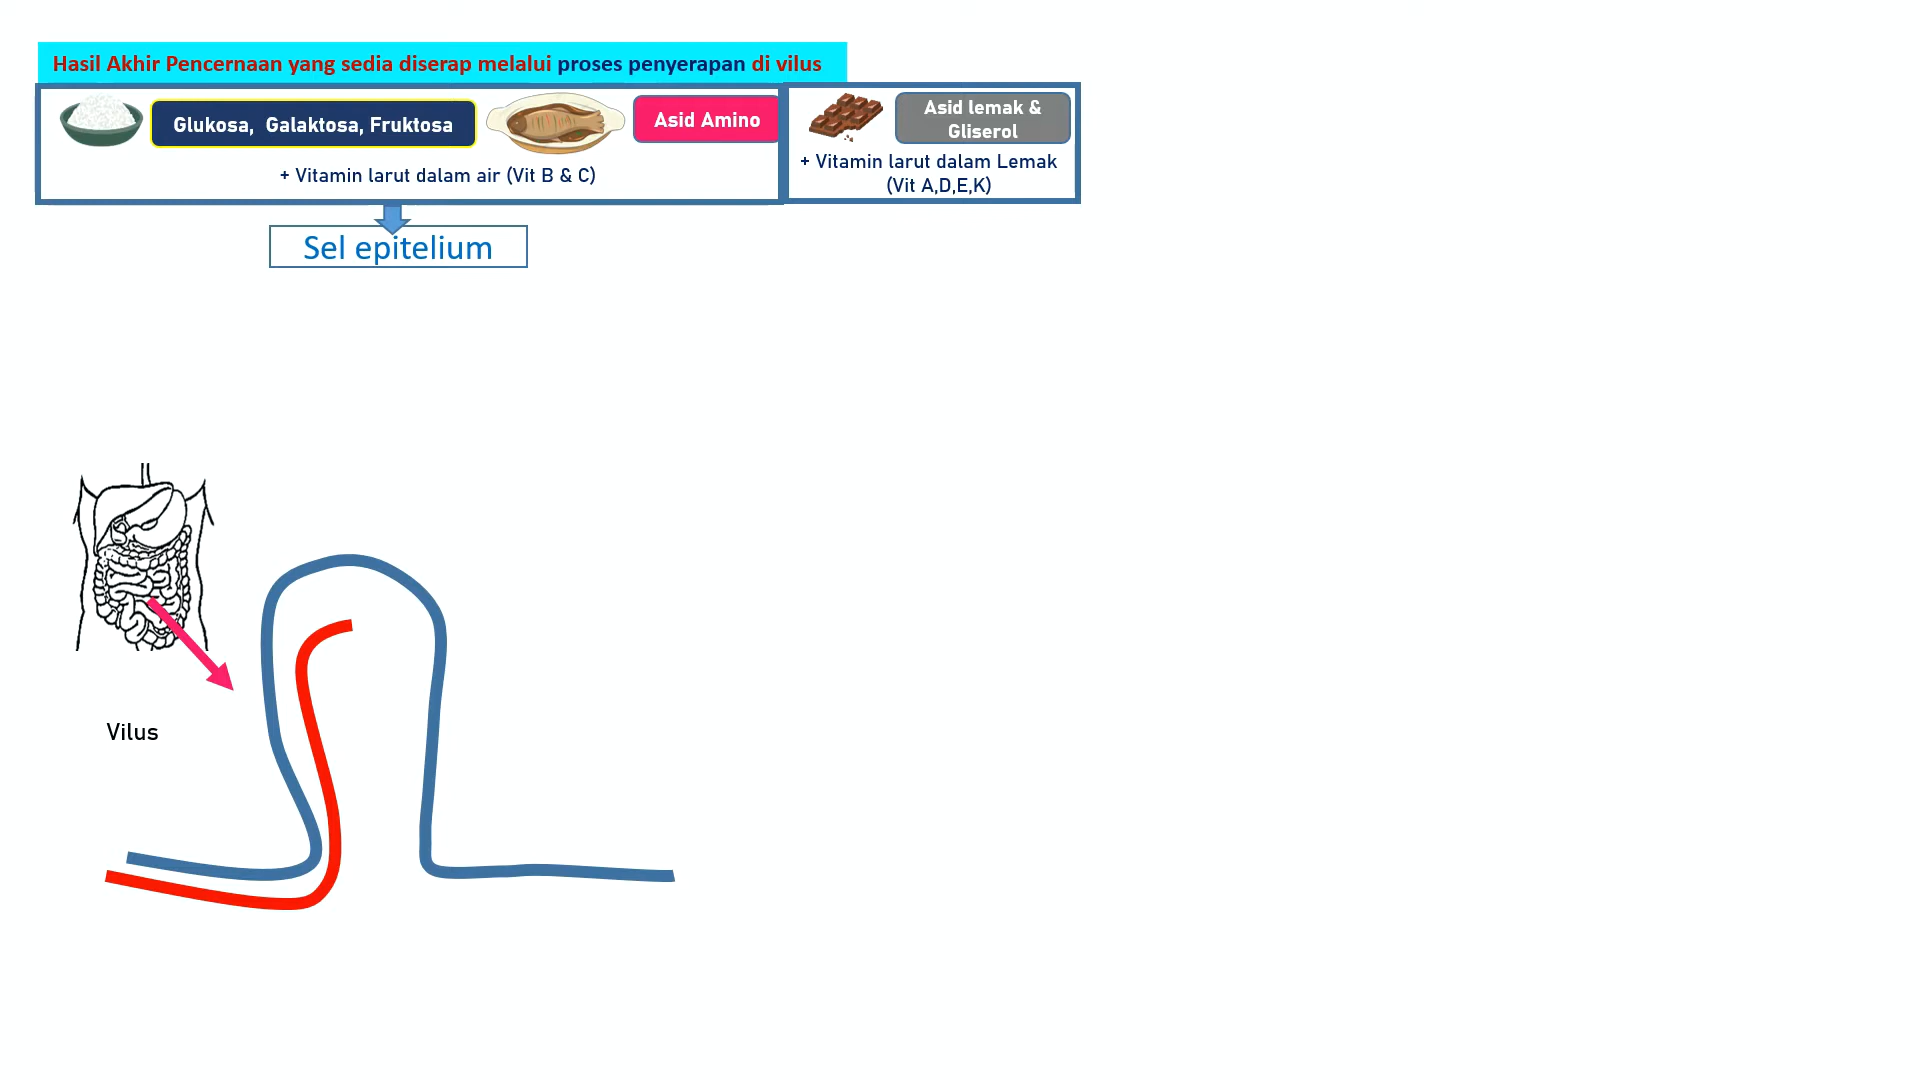 Hasil Akhir Pencernaan yang sedia diserap melalui proses penyerapan di vilus
Glukosa, Galaktosa, Fruktosa
Asid Amino
+ Vitamin larut dalam air (Vit B & C)
Asid lemak &
Gliserol
+ Vitamin larut dalam Lemak
(Vit A,D,E,K)
Sel epitelium
Vilus